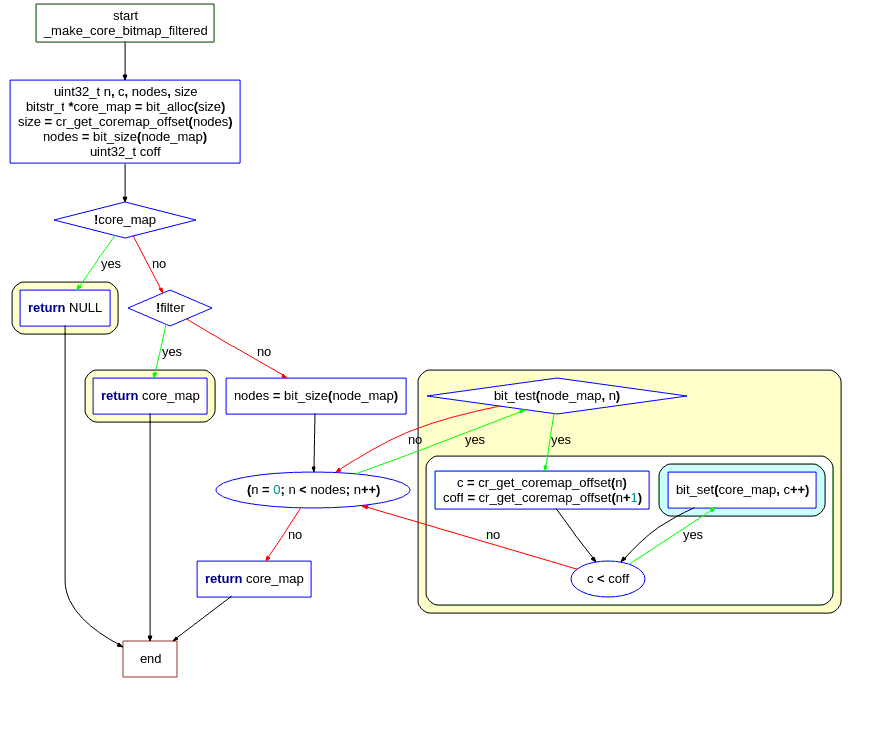 start
_make_core_bitmap_filtered
uint32_t n, c, nodes, size
bitstr_t *core_map = bit_alloc(size)
size = cr_get_coremap_offset(nodes)
nodes = bit_size(node_map)
uint32_t coff
!core_map
yes
no
return NULL
!filter
yes
no
return core_map
nodes = bit_size(node_map)
bit_test(node_map, n)
no
yes
yes
(n = 0; n < nodes; n++)
c = cr_get_coremap_offset(n)
coff = cr_get_coremap_offset(n+1)
bit_set(core_map, c++)
no
no
yes
return core_map
c < coff
end